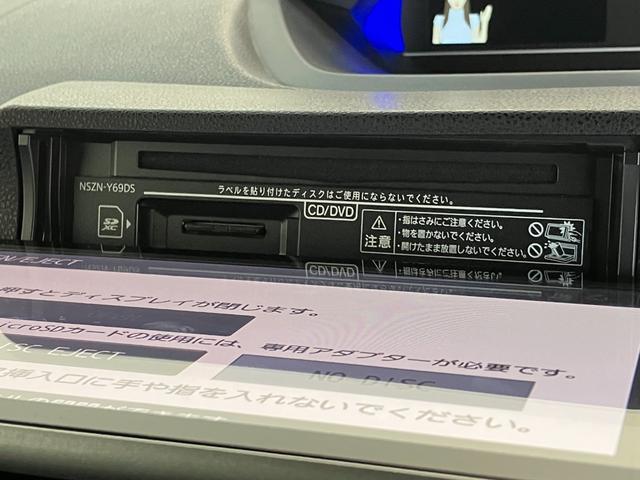 ラベルを貼り付けたディスクはご使用にならないでください。
NSZN-Y69DS
CD/DVD
SD XC
注意
・指はさみにご注意ください。
・物を置かないでください。
・開けたまま放置しないでください。
EJECT
押すとディスプレイが閉じます。
microSDカードの使用には、専用アダプターが必要です。
DISC EJECT
NO DISC
挿入口に手や指を入れないでください。